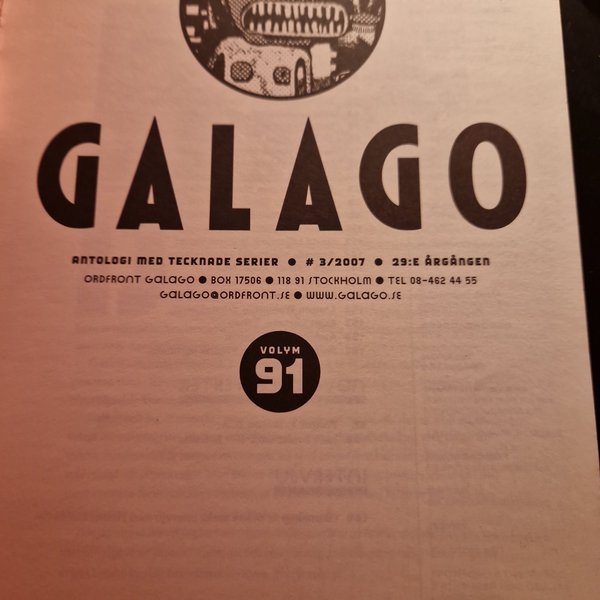 GALAGO
ANTOLOGI MED TECKNADE SERIER ● # 3/2007 ● 29:E ÅRGÅNGEN
ORDFRONT GALAGO ● BOX 17506 ● 118 91 STOCKHOLM ● TEL 08-462 44 55
GALAGO@ORDFRONT.SE ● WWW.GALAGO.SE
VOLYM
91